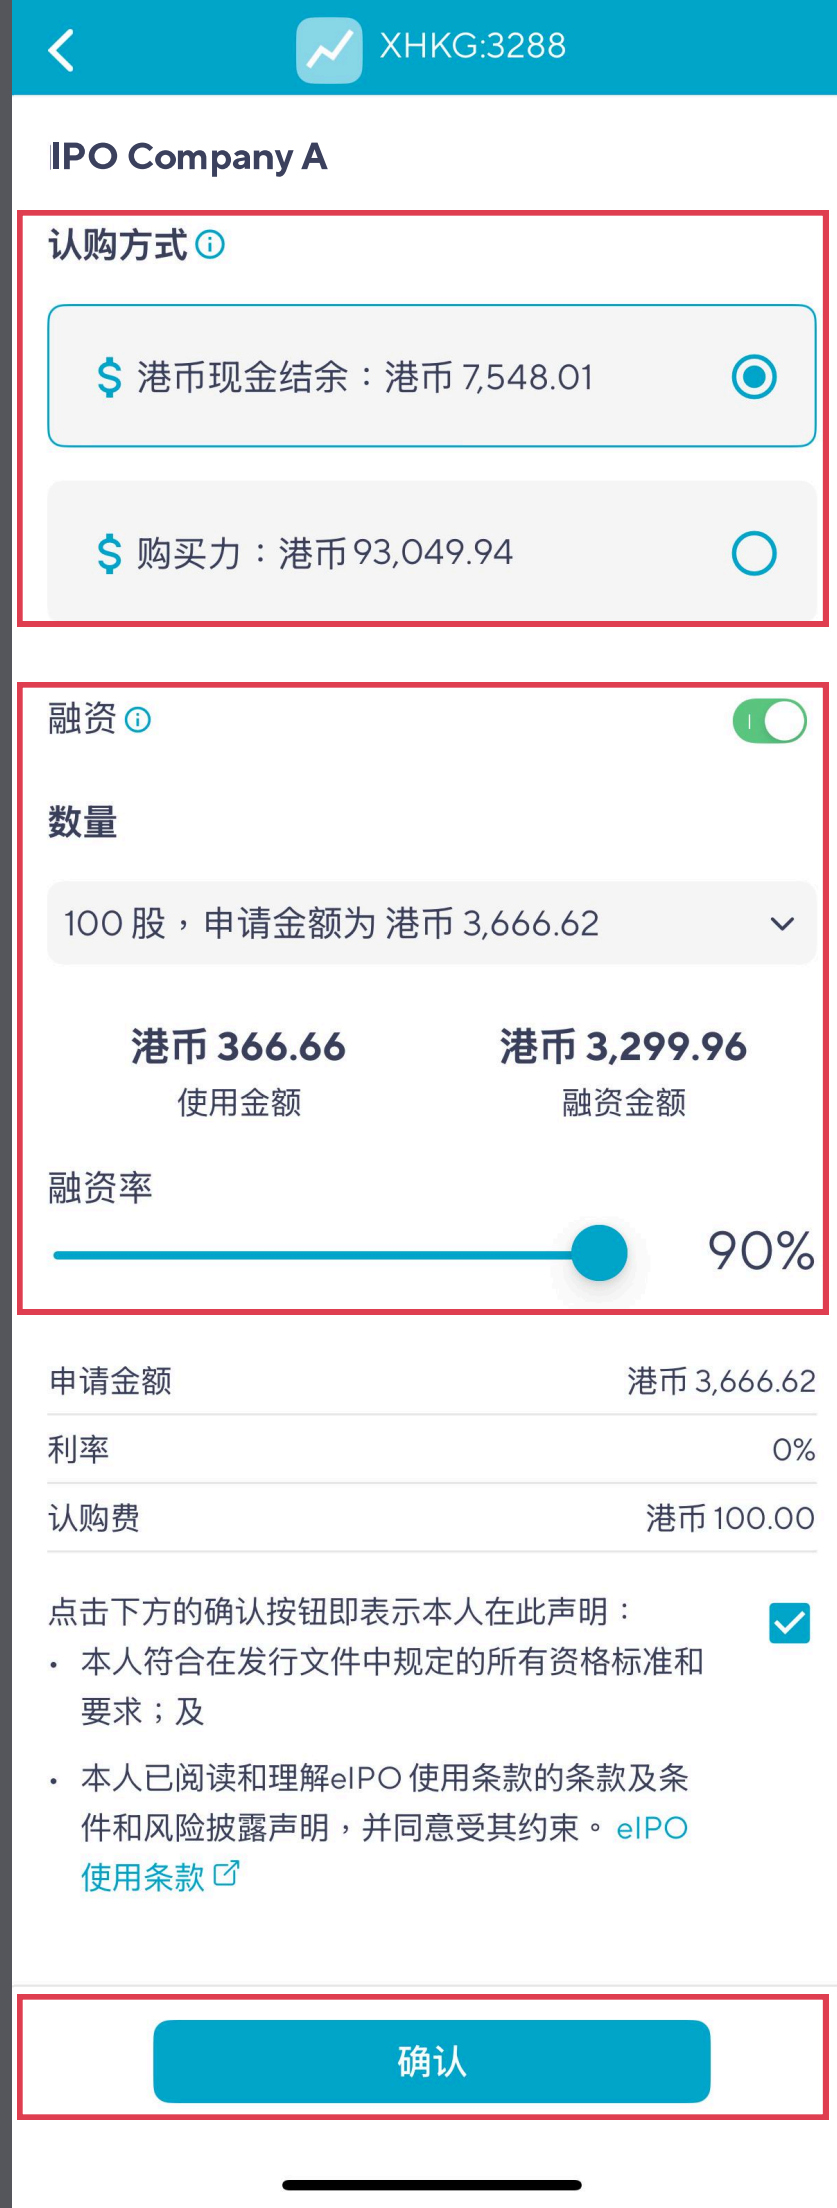 XHKG:3288
IPO Company A
认购方式
$ 港币现金结余：港币 7,548.01
$ 购买力：港币 93,049.94
融资
数量
100 股，申请金额为 港币 3,666.62
港币 366.66 港币 3,299.96
使用金额 融资金额
融资率
90%
申请金额 港币 3,666.62
利率 0%
认购费 港币 100.00
点击下方的确认按钮即表示本人在此声明：
• 本人符合在发行文件中规定的所有资格标准和
要求；及
• 本人已阅读和理解eIPO 使用条款的条款及条
件和风险披露声明，并同意受其约束。 eIPO
使用条款
确认